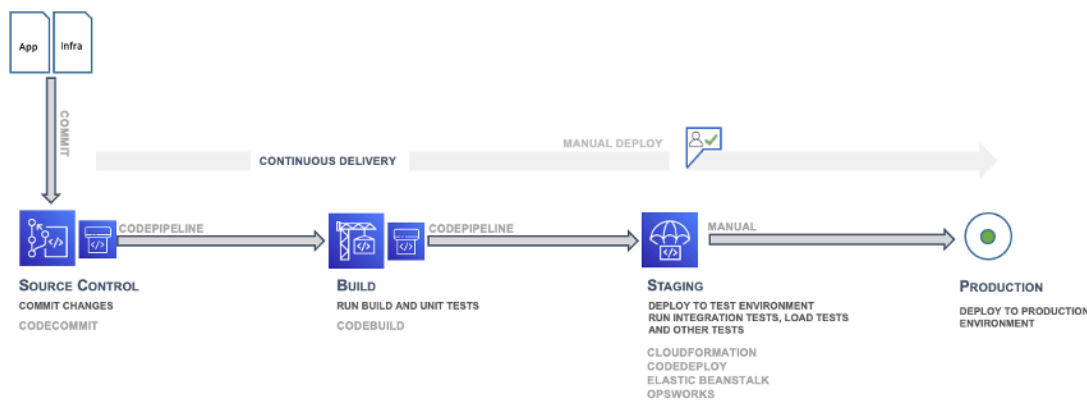 App
Infra
COMMIT
MANUAL DEPLOY
CONTINUOUS DELIVERY
CODEPIPELINE
CODEPIPELINE
MANUAL
SOURCE CONTROL
COMMIT CHANGES
CODECOMMIT
BUILD
RUN BUILD AND UNIT TESTS
CODEBUILD
STAGING
DEPLOY TO TEST ENVIRONMENT
RUN INTEGRATION TESTS, LOAD TESTS
AND OTHER TESTS
CLOUDFORMATION
CODEDEPLOY
ELASTIC BEANSTALK
OPSWORKS
PRODUCTION
DEPLOY TO PRODUCTION
ENVIRONMENT